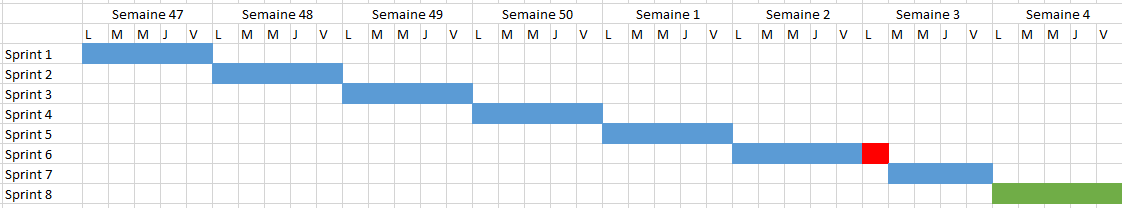 Semaine 47 Semaine 48 Semaine 49 Semaine 50 Semaine 1 Semaine 2 Semaine 3 Semaine 4
L M M J V L M M J V L M M J V L M M J V L M M J V L M M J V L M M J V L M M J V
Sprint 1
Sprint 2
Sprint 3
Sprint 4
Sprint 5
Sprint 6
Sprint 7
Sprint 8